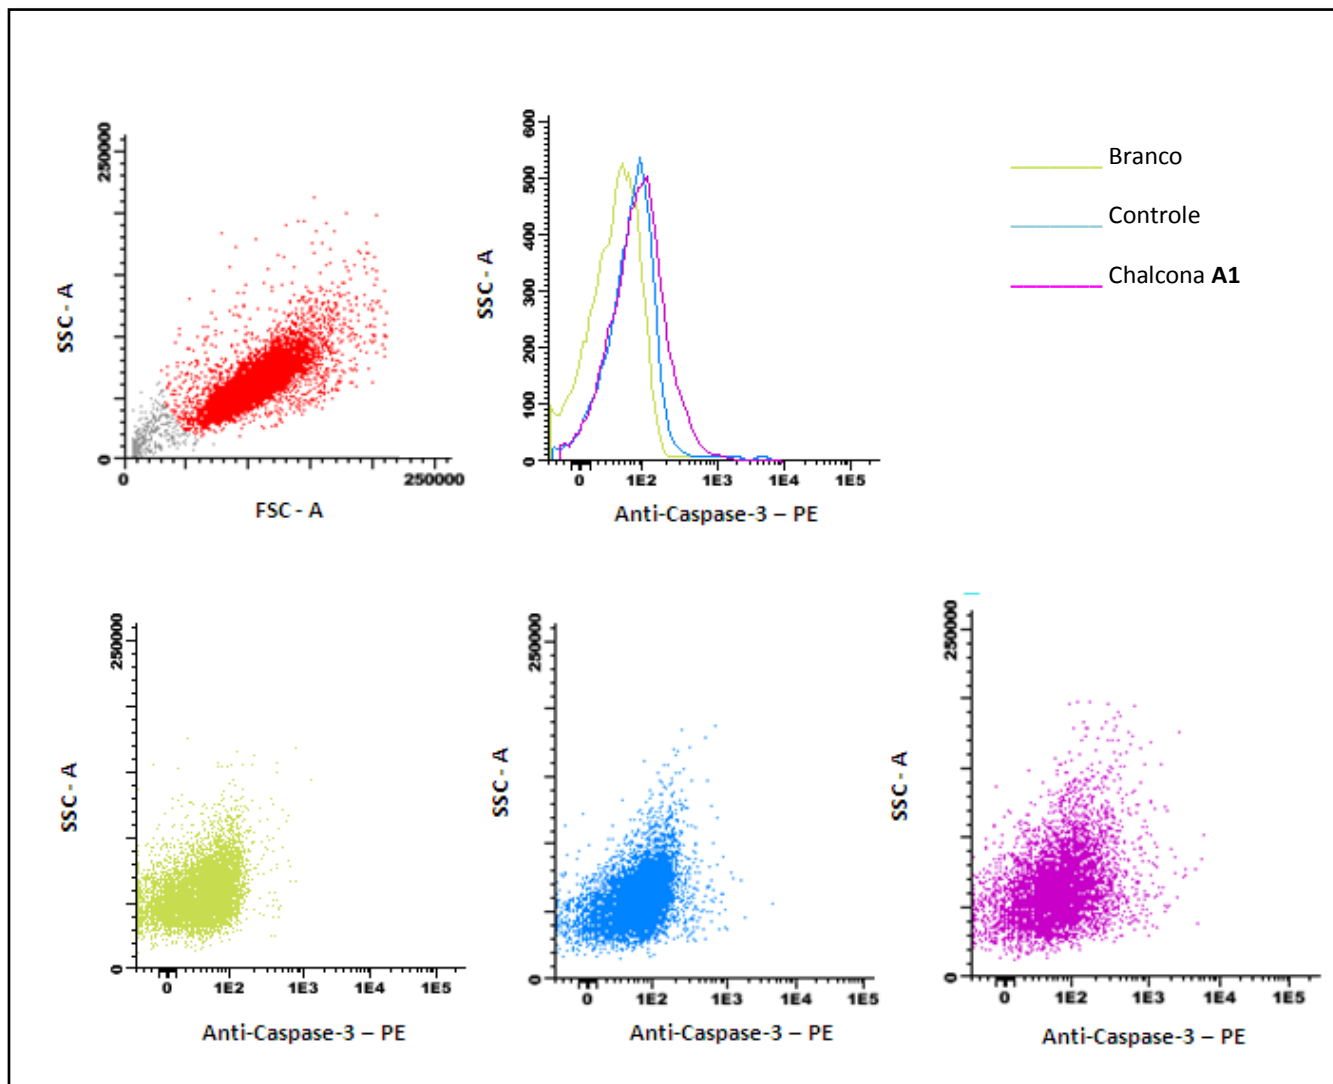 250000
SSC - A
0
0
250000
FSC - A
600
500
400
300
200
100
0
SSC - A
0
1E2
1E3
1E4
1E5
Anti-Caspase-3 – PE
Branco
Controle
Chalcona A1
250000
SSC - A
0
0
1E2
1E3
1E4
1E5
Anti-Caspase-3 – PE
250000
SSC - A
0
0
1E2
1E3
1E4
1E5
Anti-Caspase-3 – PE
250000
SSC - A
0
0
1E2
1E3
1E4
1E5
Anti-Caspase-3 – PE